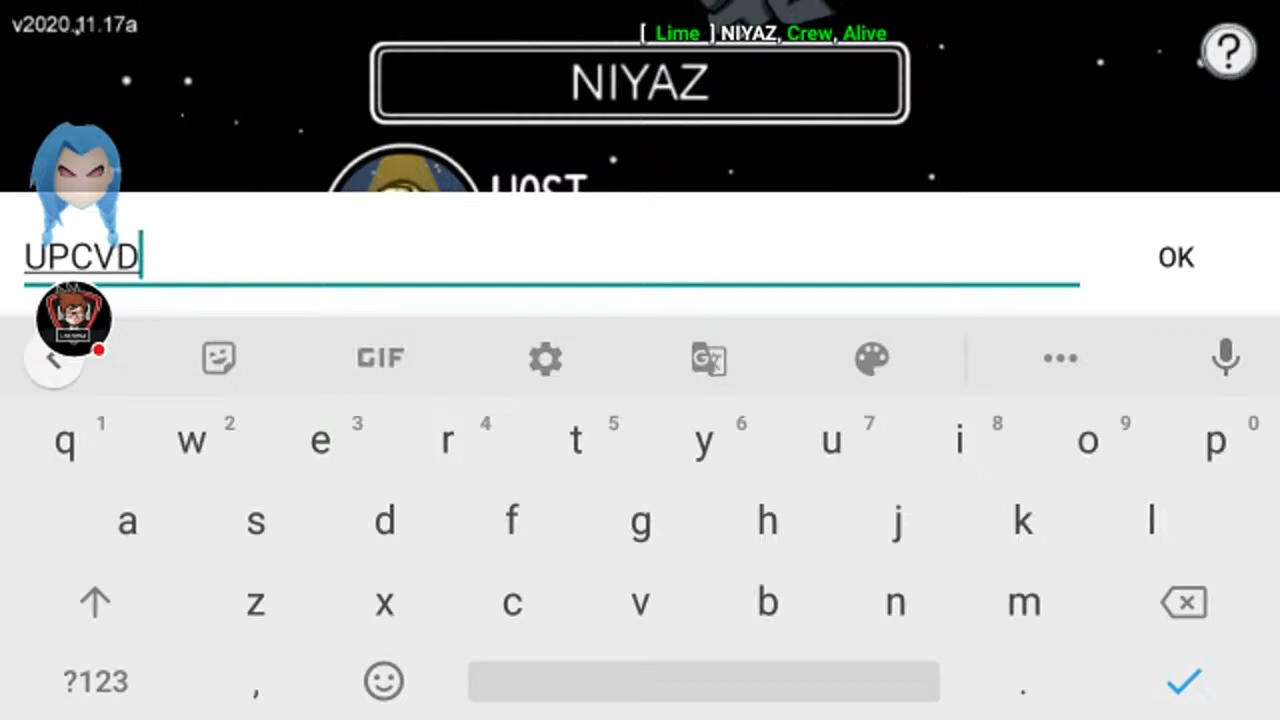 v2020.11.17a
[ Lime ] NIYAZ, Crew, Alive
NIYAZ
?
HOST
UPCVD
OK
GIF
q 1 w 2 e 3 r 4 t 5 y 6 u 7 i 8 o 9 p 0
a s d f g h j k l
z x c v b n m
?123 , .